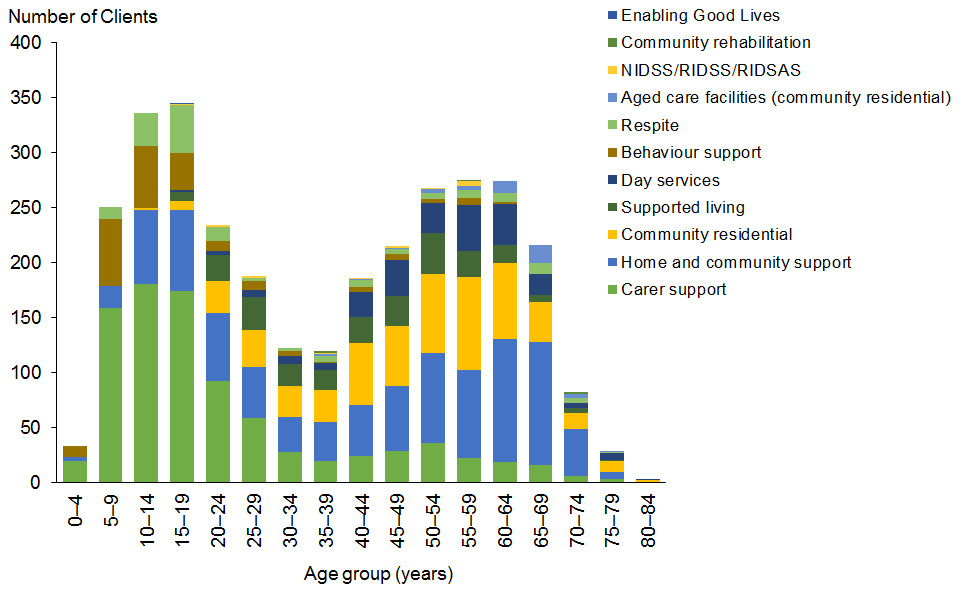 Number of Clients
400
350
300
250
200
150
100
50
0
0–4
5–9
10–14
15–19
20–24
25–29
30–34
35–39
40–44
45–49
50–54
55–59
60–64
65–69
70–74
75–79
80–84
Age group (years)
Enabling Good Lives
Community rehabilitation
NIDSS/RIDSS/RIDSAS
Aged care facilities (community residential)
Respite
Behaviour support
Day services
Supported living
Community residential
Home and community support
Carer support